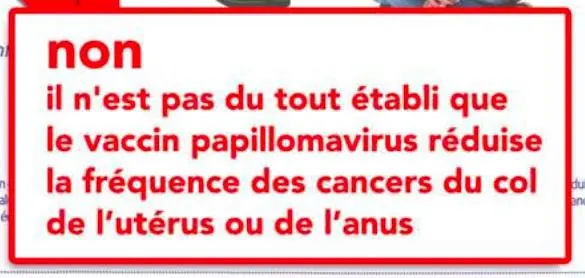 non
il n'est pas du tout établi que
le vaccin papillomavirus réduise
la fréquence des cancers du col
de l'utérus ou de l'anus